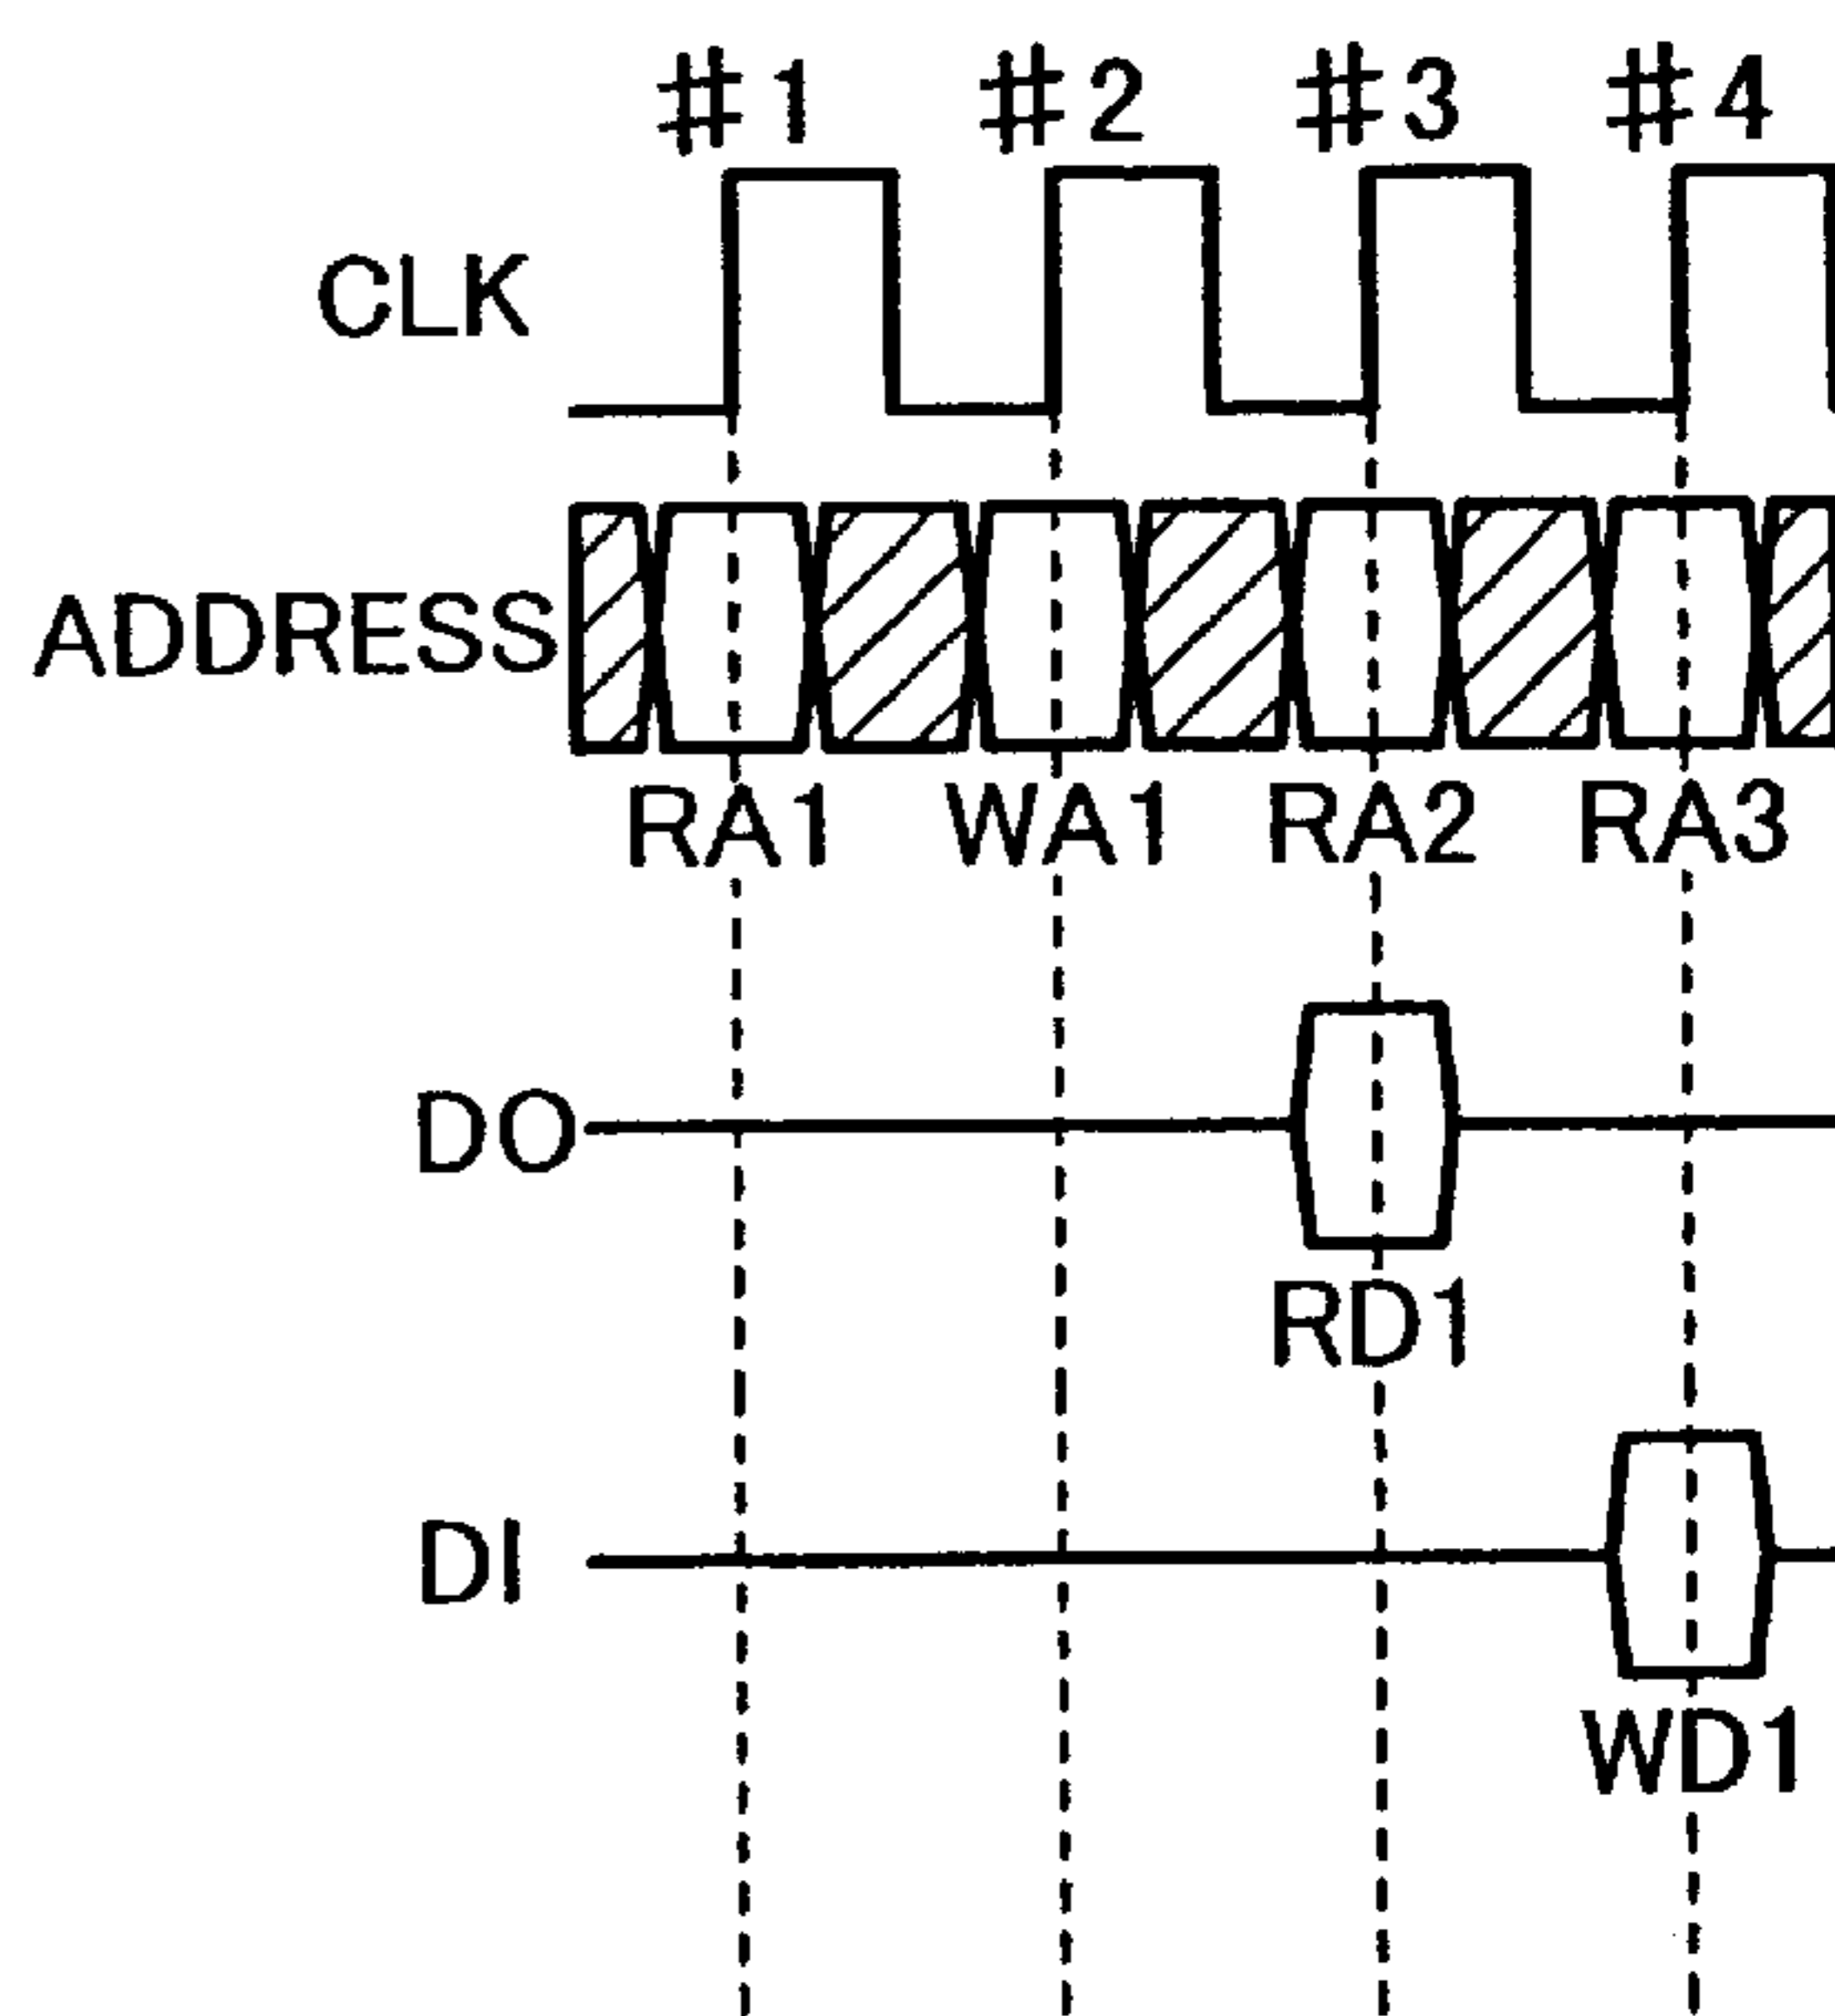 #1 #2 #3 #4
CLK
ADDRESS
RA1 WA1 RA2 RA3
DO
RD1
DI
WD1